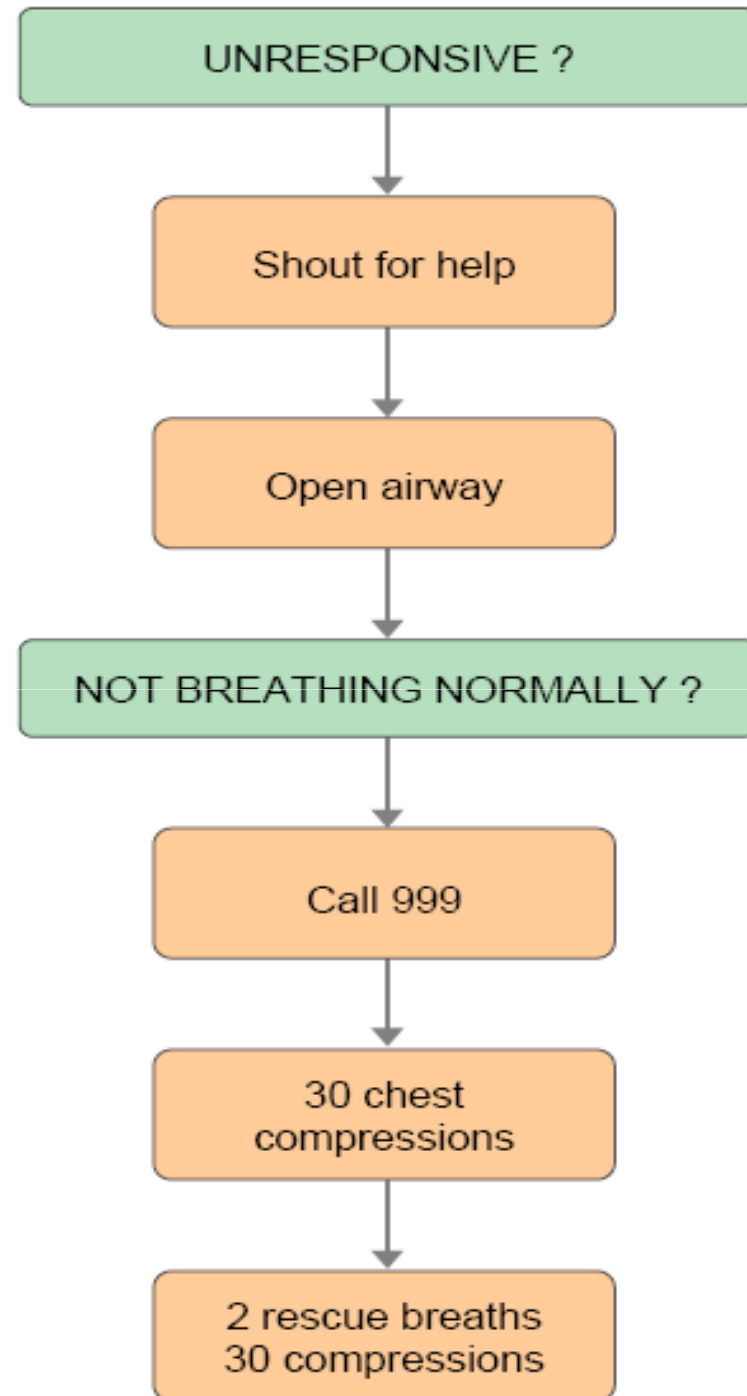 UNRESPONSIVE ?
Shout for help
Open airway
NOT BREATHING NORMALLY ?
Call 999
30 chest
compressions
2 rescue breaths
30 compressions